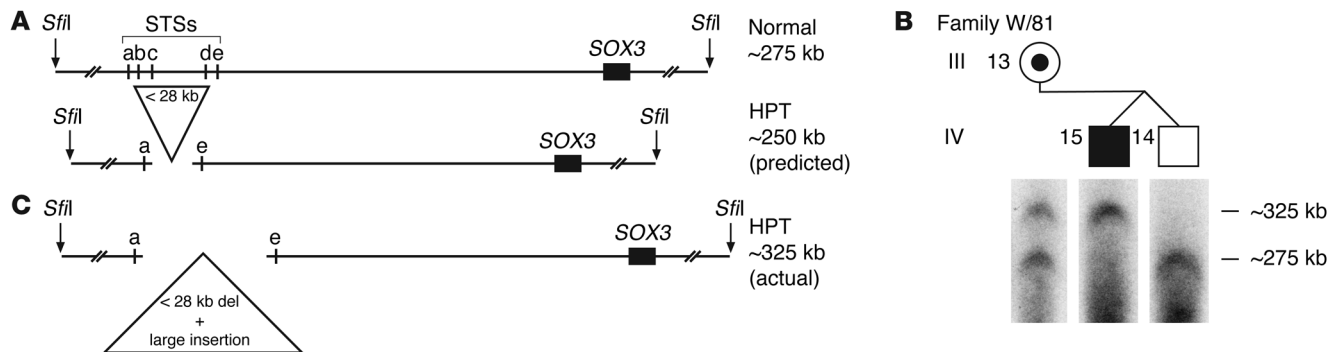 A
SfiI
STSs
a b c d e
SOX3
SfiI
Normal
~275 kb
< 28 kb
SfiI
a
e
SOX3
SfiI
HPT
~250 kb
(predicted)
C
SfiI
a
e
SOX3
SfiI
HPT
~325 kb
(actual)
< 28 kb del
+
large insertion
B
Family W/81
III 13
IV 15 14
~325 kb
~275 kb